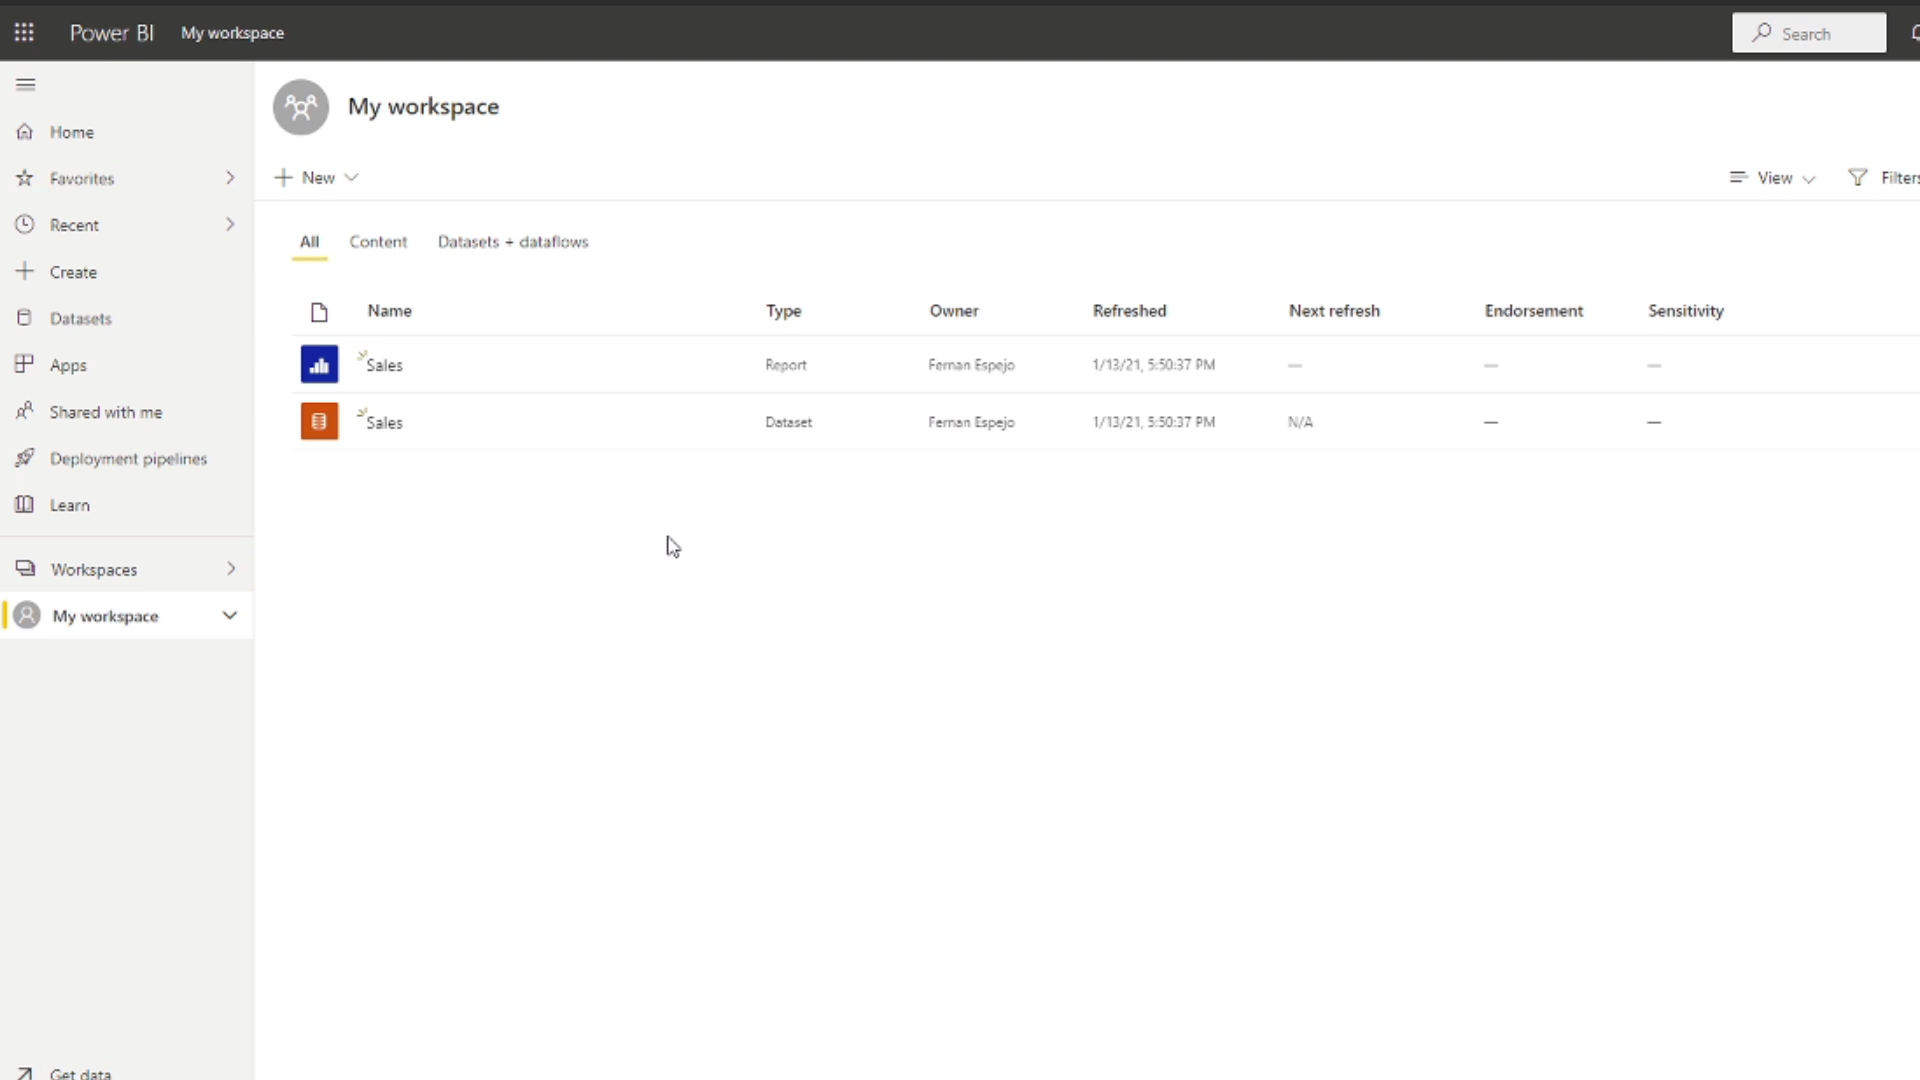 Power BI My workspace Search
My workspace
Home
Favorites
Recent
Create
Datasets
Apps
Shared with me
Deployment pipelines
Learn
Workspaces
My workspace
Get data
New View Filters
All Content Datasets + dataflows
Name Type Owner Refreshed Next refresh Endorsement Sensitivity
Sales Report Fernan Espejo 1/13/21, 5:50:37 PM — — —
Sales Dataset Fernan Espejo 1/13/21, 5:50:37 PM N/A — —